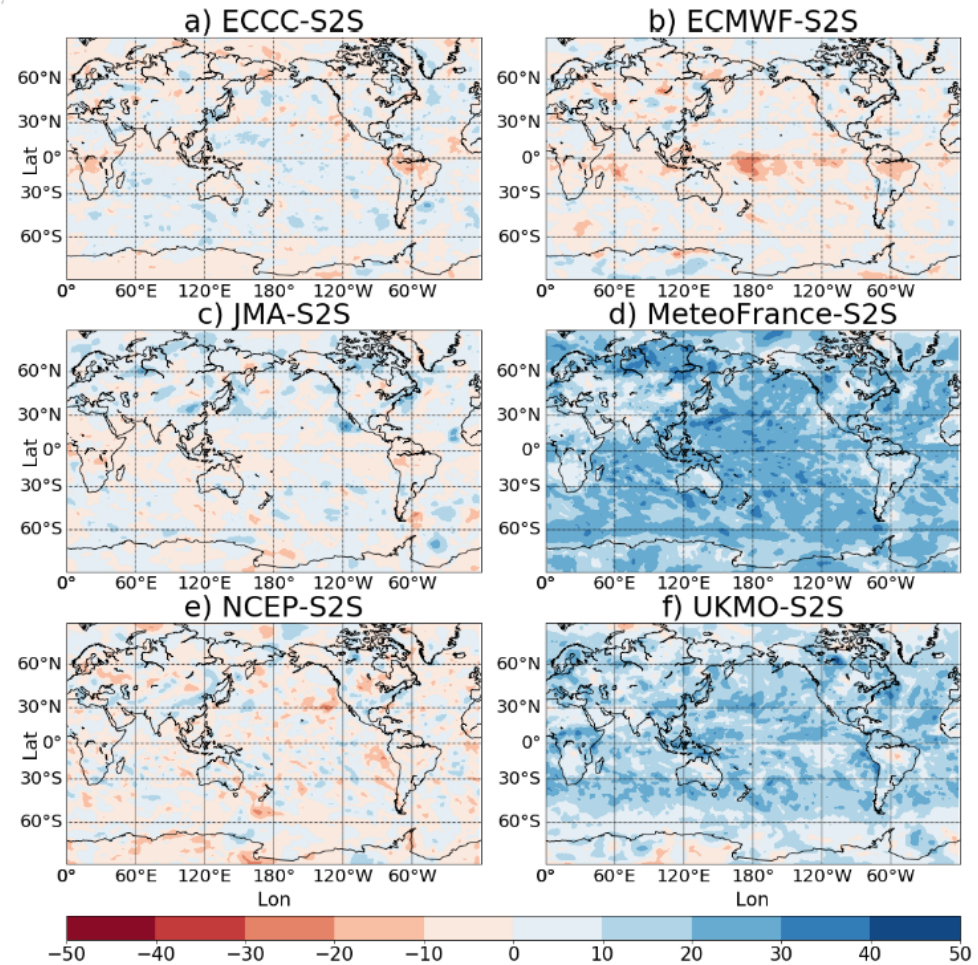 a) ECCC-S2S
b) ECMWF-S2S
60°N
30°N
0°
30°S
60°S
Lat
0° 60°E 120°E 180° 120°W 60°W
60°N
30°N
0°
30°S
60°S
0° 60°E 120°E 180° 120°W 60°W
c) JMA-S2S
d) MeteoFrance-S2S
60°N
30°N
0°
30°S
60°S
Lat
0° 60°E 120°E 180° 120°W 60°W
60°N
30°N
0°
30°S
60°S
0° 60°E 120°E 180° 120°W 60°W
e) NCEP-S2S
f) UKMO-S2S
60°N
30°N
0°
30°S
60°S
Lat
0° 60°E 120°E 180° 120°W 60°W
Lon
60°N
30°N
0°
30°S
60°S
0° 60°E 120°E 180° 120°W 60°W
Lon
−50 −40 −30 −20 −10 0 10 20 30 40 50